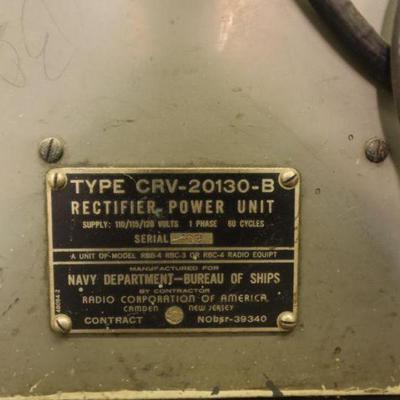 TYPE CRV-20130-B
RECTIFIER POWER UNIT
SUPPLY: 110/115/120 VOLTS 1 PHASE 60 CYCLES
SERIAL
A UNIT OF MODEL RBB-4 RBC-3 OR RBC-4 RADIO EQUIPT
MANUFACTURED FOR
NAVY DEPARTMENT—BUREAU OF SHIPS
BY CONTRACTOR
RADIO CORPORATION OF AMERICA
CAMDEN NEW JERSEY
CONTRACT NObsr-39340